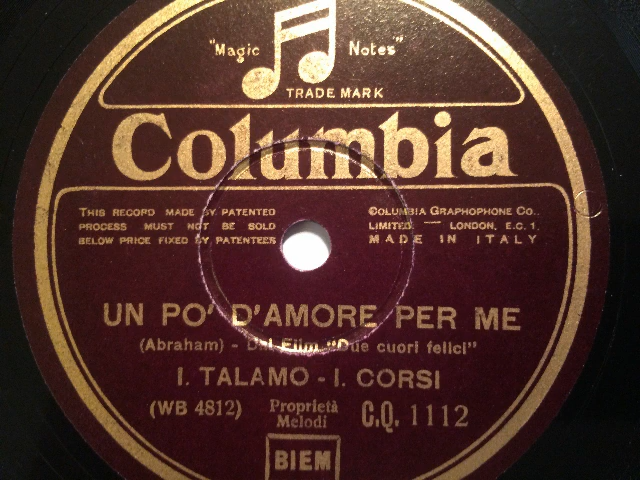 "Magic Notes"
TRADE MARK
Columbia
THIS RECORD MADE BY PATENTED
PROCESS MUST NOT BE SOLD
BELOW PRICE FIXED BY PATENTEES
COLUMBIA GRAPHOPHONE CO.,
LIMITED — LONDON, E.C. 1.
MADE IN ITALY
UN PO' D'AMORE PER ME
(Abraham) - Dal Film "Due cuori felici"
I. TALAMO - I. CORSI
(WB 4812) Proprietà Melodi C.Q. 1112
BIEM